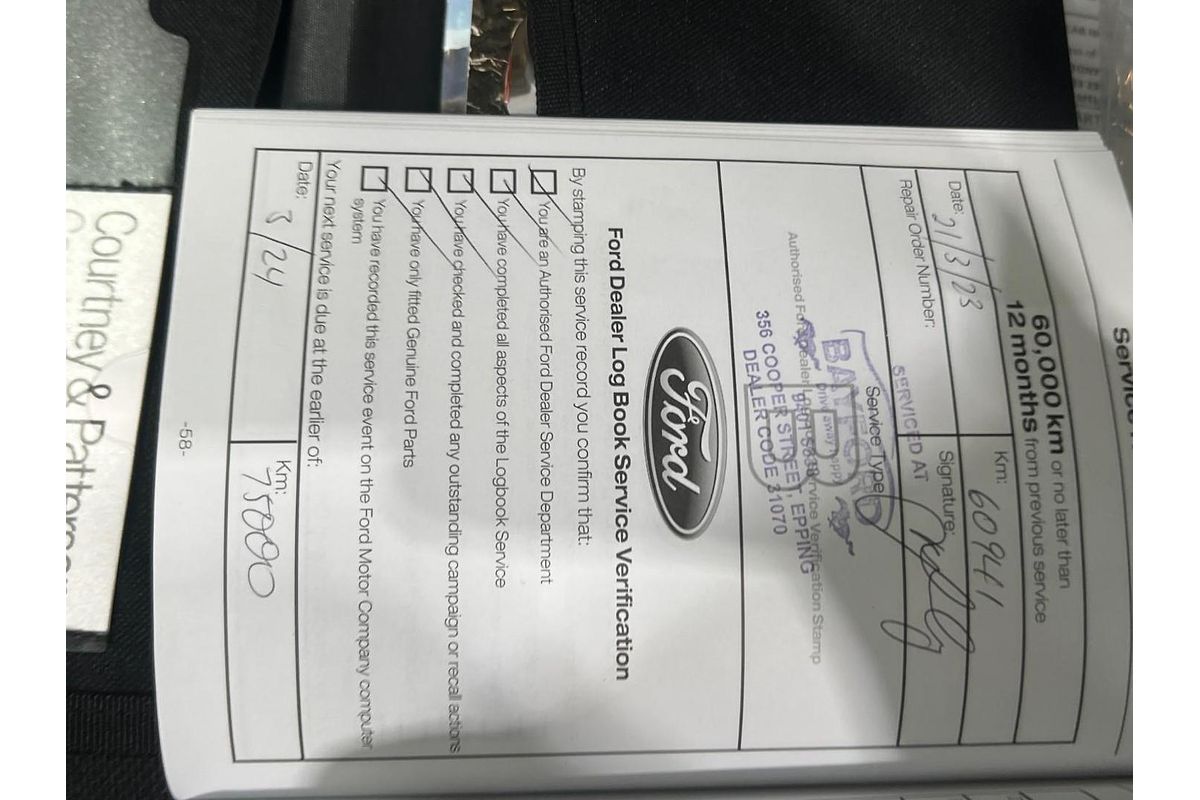 60,000 km or no later than
12 months from previous service
Date: 21/3/23
Km: 60941
Repair Order Number:
Signature:
Service Type
SERVICED AT
BAYFORD
Authorised Ford Dealer Service Verification Stamp
356 COOPER STREET, EPPING
DEALER CODE 31070
Ford
Ford Dealer Log Book Service Verification
By stamping this service record you confirm that:
You are an Authorised Ford Dealer Service Department
You have completed all aspects of the Logbook Service
You have checked and completed any outstanding campaign or recall actions
You have only fitted Genuine Ford Parts
You have recorded this service event on the Ford Motor Company computer
system
Your next service is due at the earlier of:
Date: 3/24
Km: 75000
-56-
Courtney &